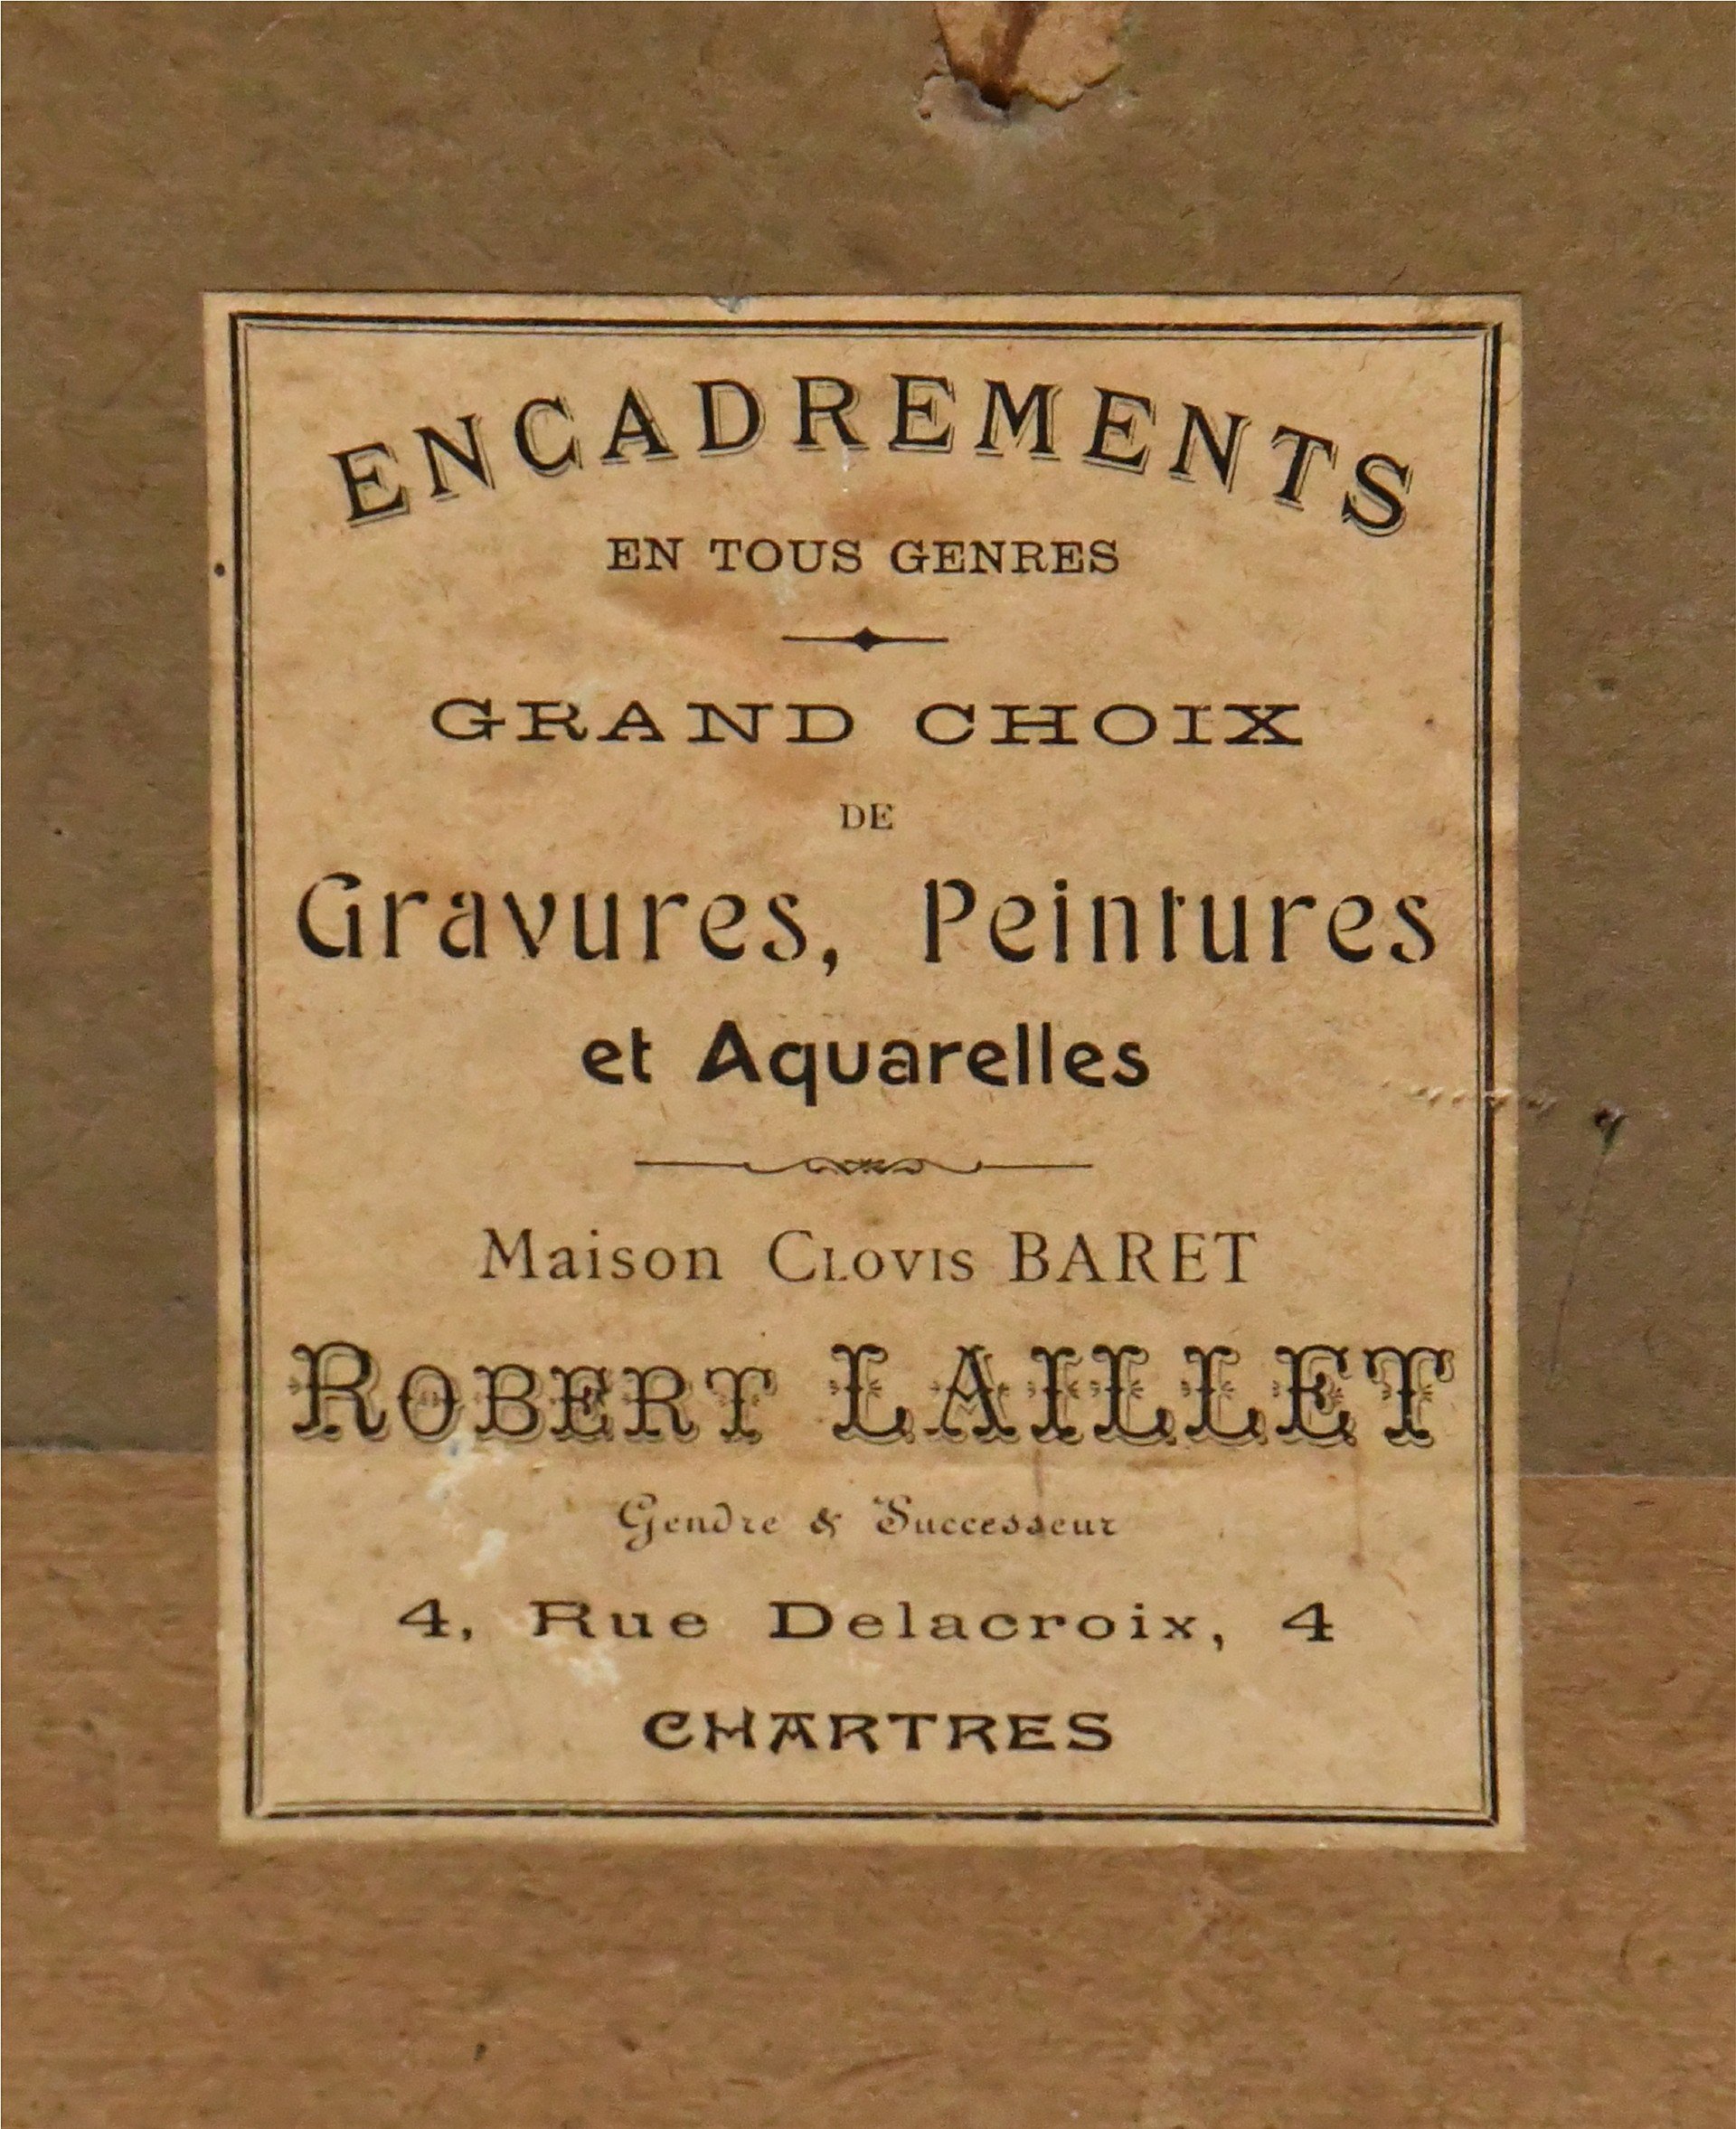 ENCADREMENTS
EN TOUS GENRES
GRAND CHOIX
DE
Gravures, Peintures
et Aquarelles
Maison CLOVIS BARET
ROBERT LAILLET
Gendre & Successeur
4, Rue Delacroix, 4
CHARTRES